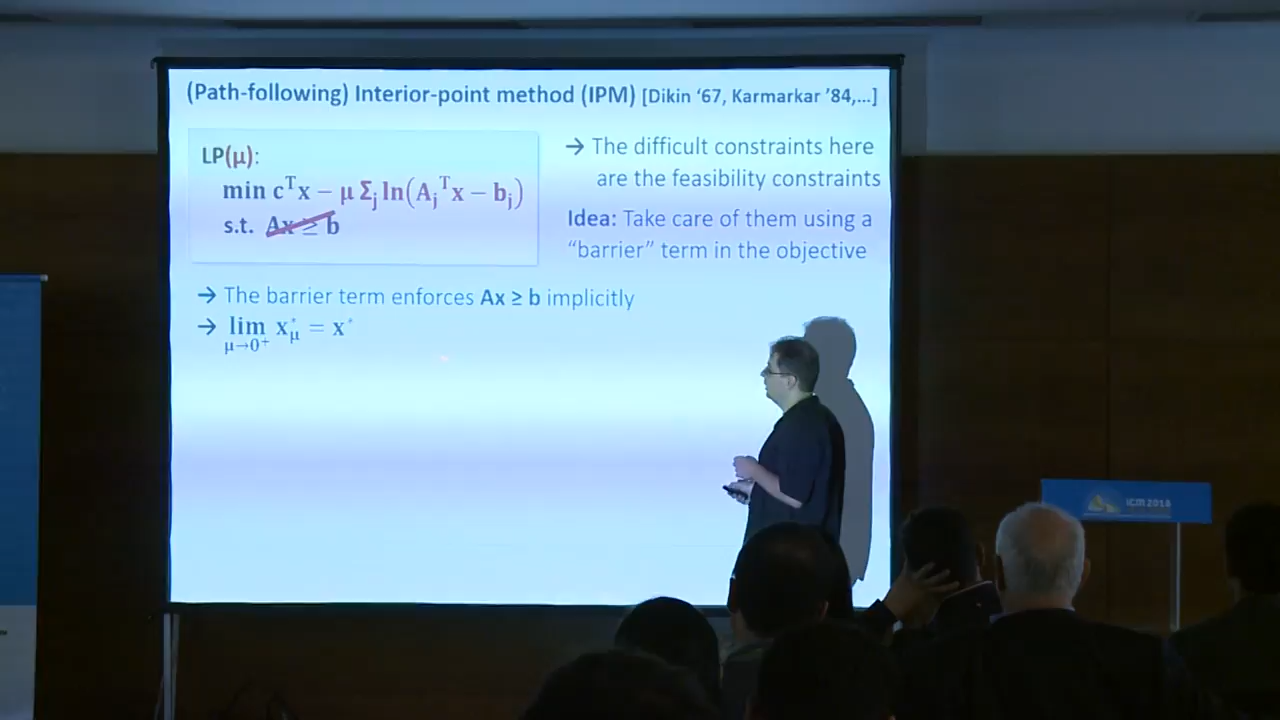 (Path-following) Interior-point method (IPM) [Dikin ‘67, Karmarkar ’84,…]
LP(μ):
min cᵀx − μ Σⱼ ln(Aⱼᵀx − bⱼ)
s.t. Ax ≥ b
→ The difficult constraints here
are the feasibility constraints
Idea: Take care of them using a
“barrier” term in the objective
→ The barrier term enforces Ax ≥ b implicitly
→ lim x*μ = x*
μ→0⁺
ICM 2018